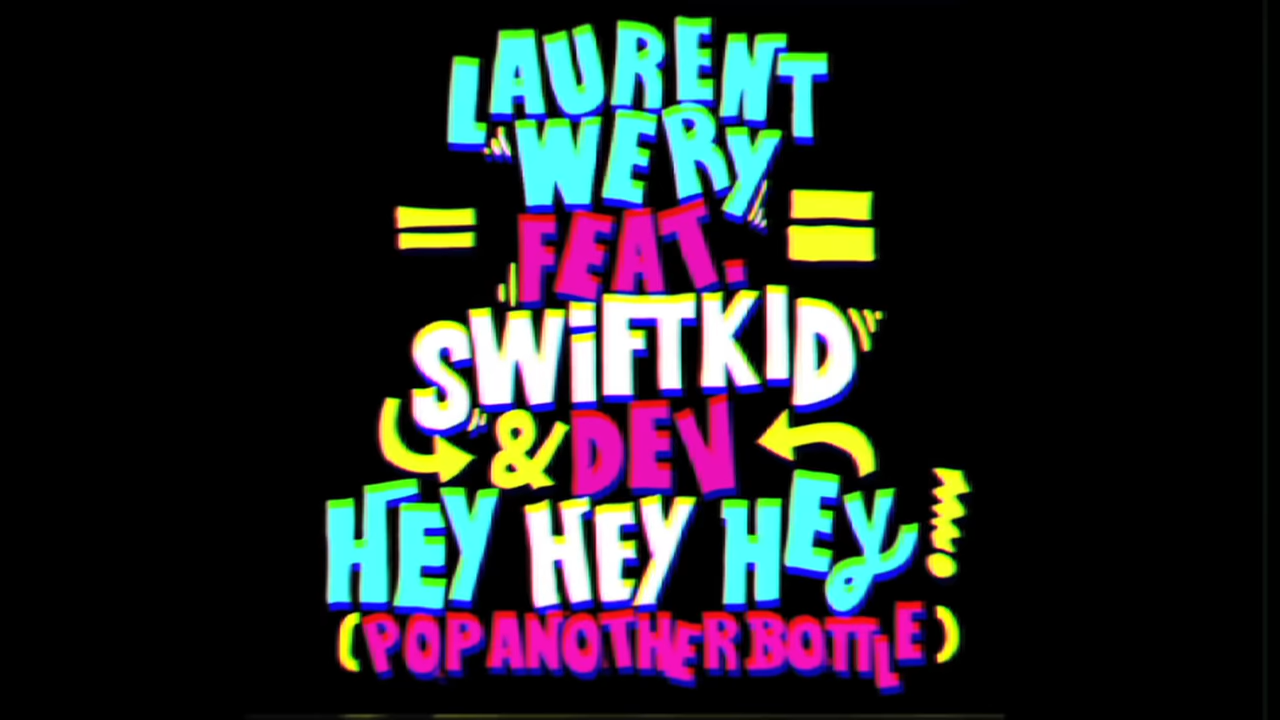 LAURENT
WERY
FEAT.
SWiFTKID
& DEV
HEY HEY HEY!
(POP ANOTHER BOTTLE)